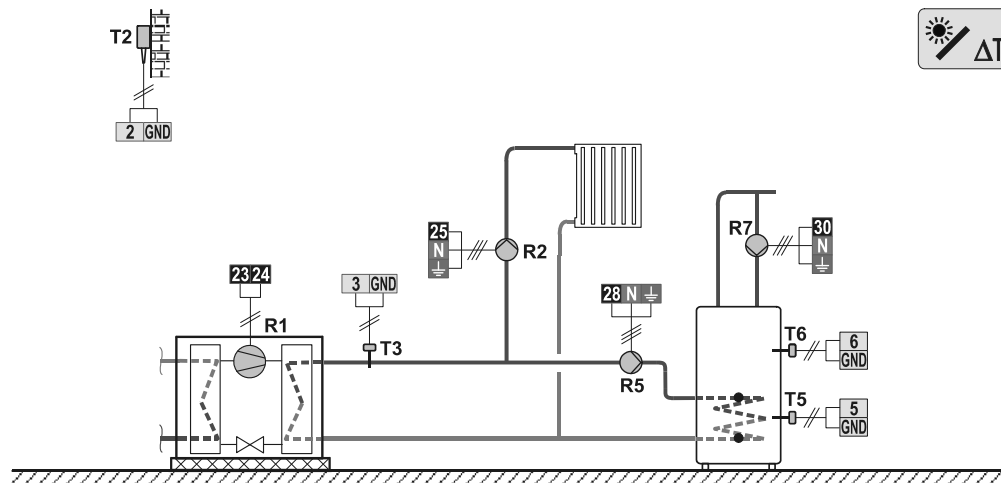 T2
2 GND
ΔT
25
N
R2
R7
30
N
23 24
R1
3 GND
T3
28 N
R5
T6
6
GND
T5
5
GND